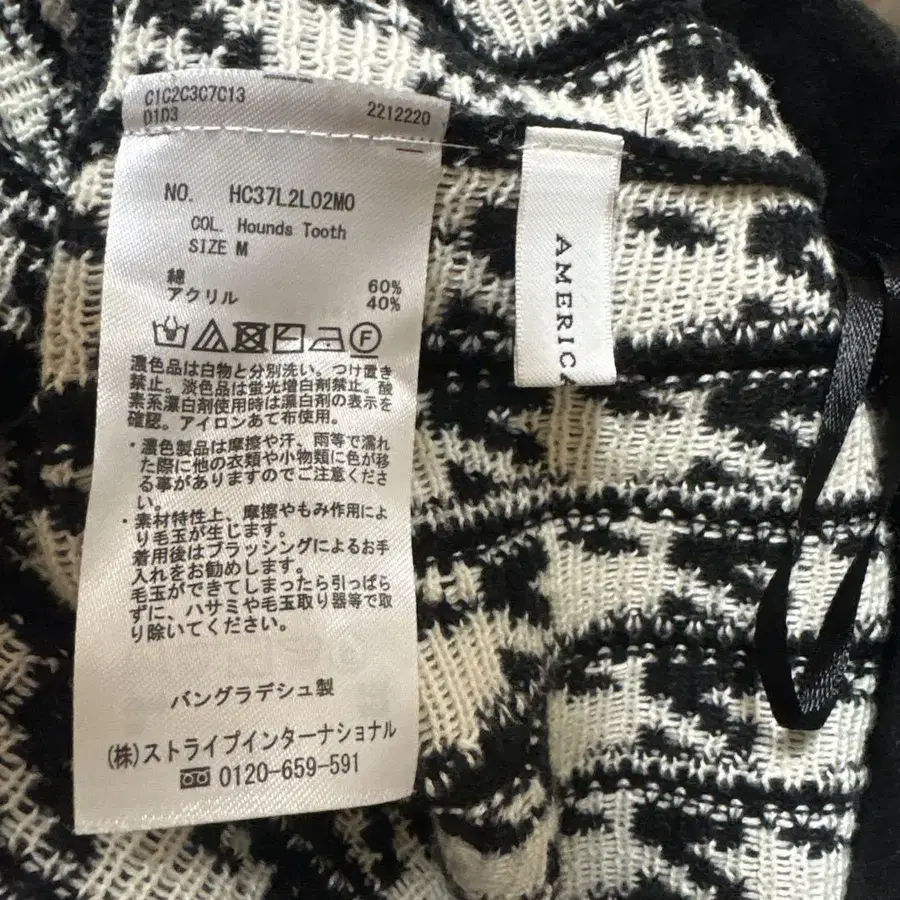 C1C2C3C7C13
D1D3 2212220
NO. HC37L2L02M0
COL. Hounds Tooth
SIZE M
綿 60%
アクリル 40%
F
濃色品は白物と分別洗い。つけ置き
禁止。淡色品は蛍光増白剤禁止。酸
素系漂白剤使用時は漂白剤の表示を
確認。アイロンあて布使用。
・濃色製品は摩擦や汗、雨等で濡れ
た際に他の衣類や小物類に色が移
る事がありますのでご注意くださ
い。
・素材特性上、摩擦やもみ作用によ
り毛玉が生じます。
着用後はブラッシングによるお手
入れをお勧めします。
毛玉ができてしまったら引っぱら
ずに、ハサミや毛玉取り器等で取
り除いてください。
バングラデシュ製
(株)ストライプインターナショナル
0120-659-591
AMERICA